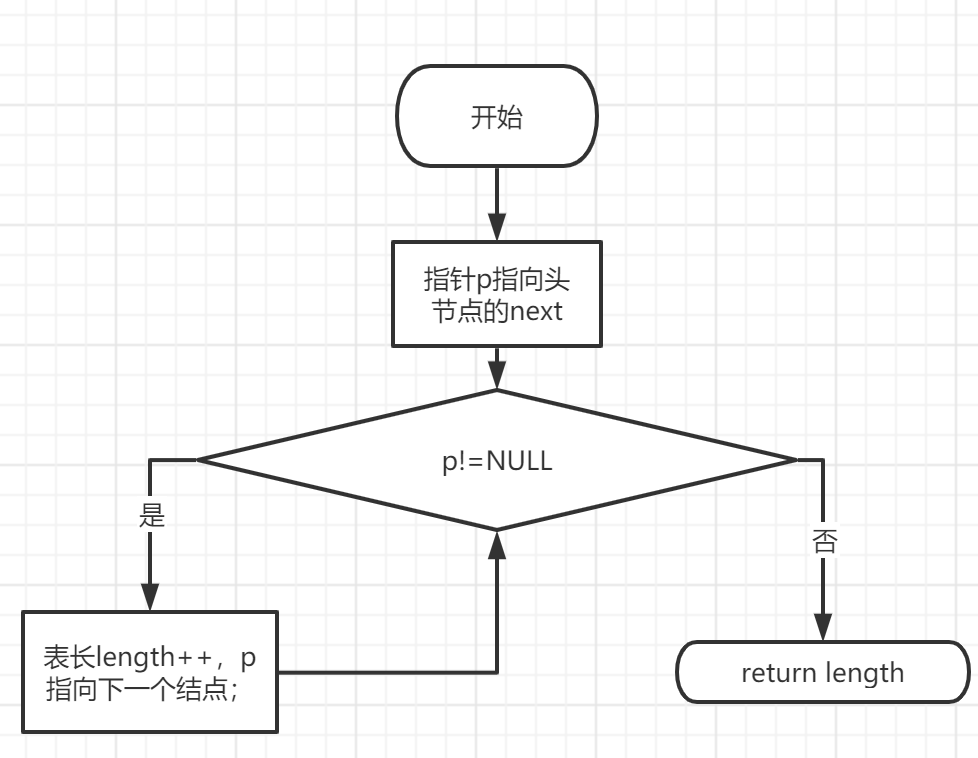 开始
指针p指向头
节点的next
p!=NULL
是
否
表长length++，p
指向下一个结点；
return length